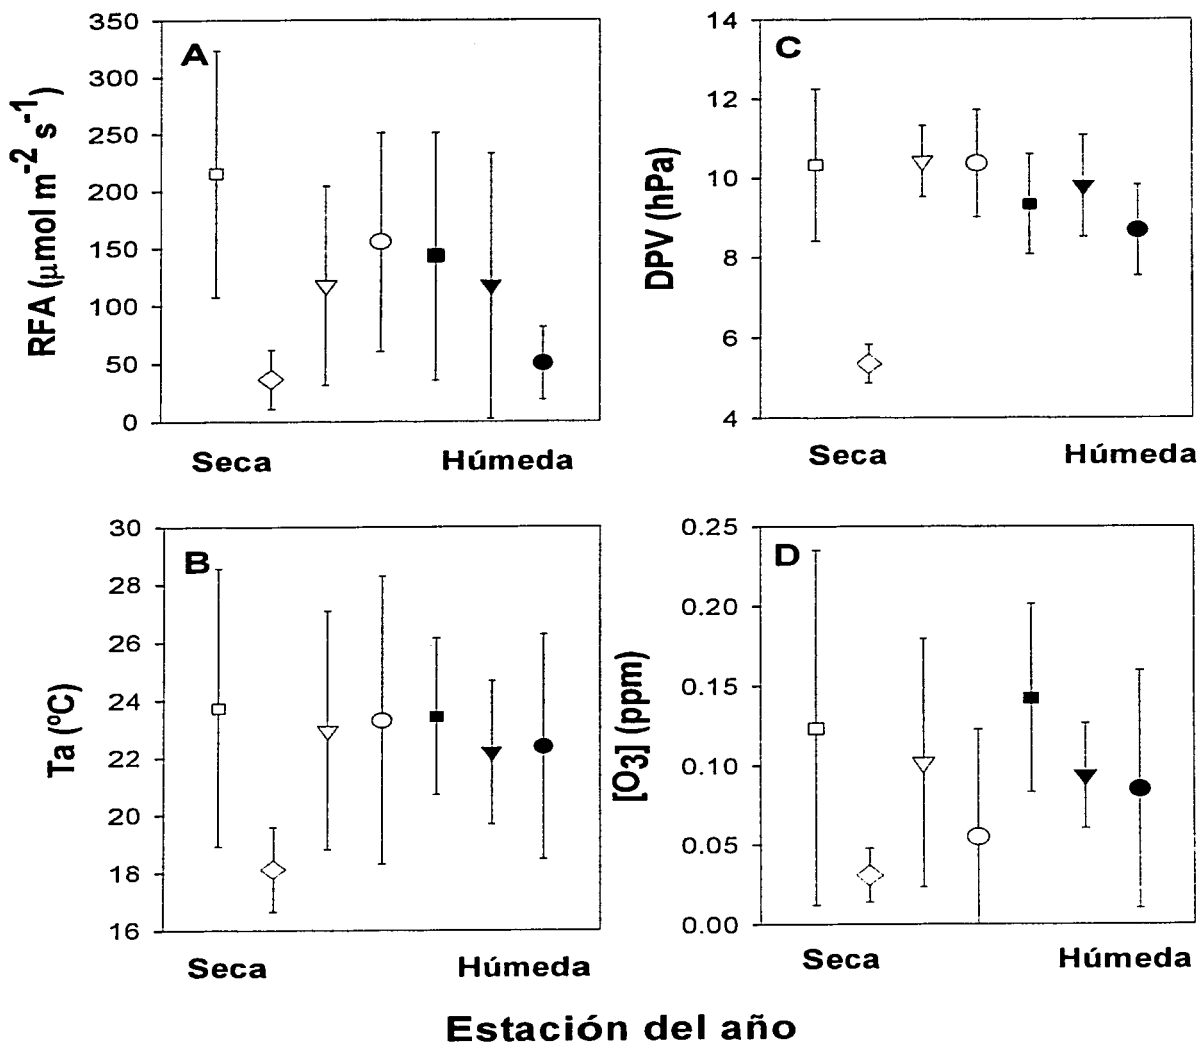 A
RFA (μmol m-2 s-1)
350
300
250
200
150
100
50
0
Seca Húmeda
C
DPV (hPa)
14
12
10
8
6
4
Seca Húmeda
B
Ta (ºC)
30
28
26
24
22
20
18
16
Seca Húmeda
D
[O3] (ppm)
0.25
0.20
0.15
0.10
0.05
0.00
Seca Húmeda
Estación del año